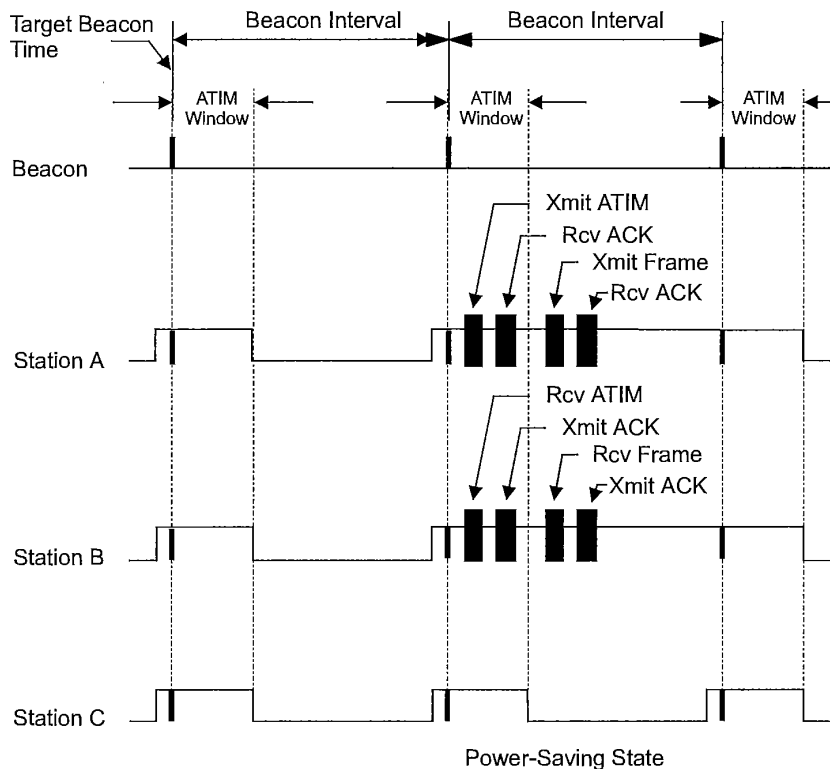 Target Beacon
Time
Beacon Interval
Beacon Interval
ATIM
Window
ATIM
Window
ATIM
Window
Beacon
Xmit ATIM
Rcv ACK
Xmit Frame
Rcv ACK
Station A
Rcv ATIM
Xmit ACK
Rcv Frame
Xmit ACK
Station B
Station C
Power-Saving State